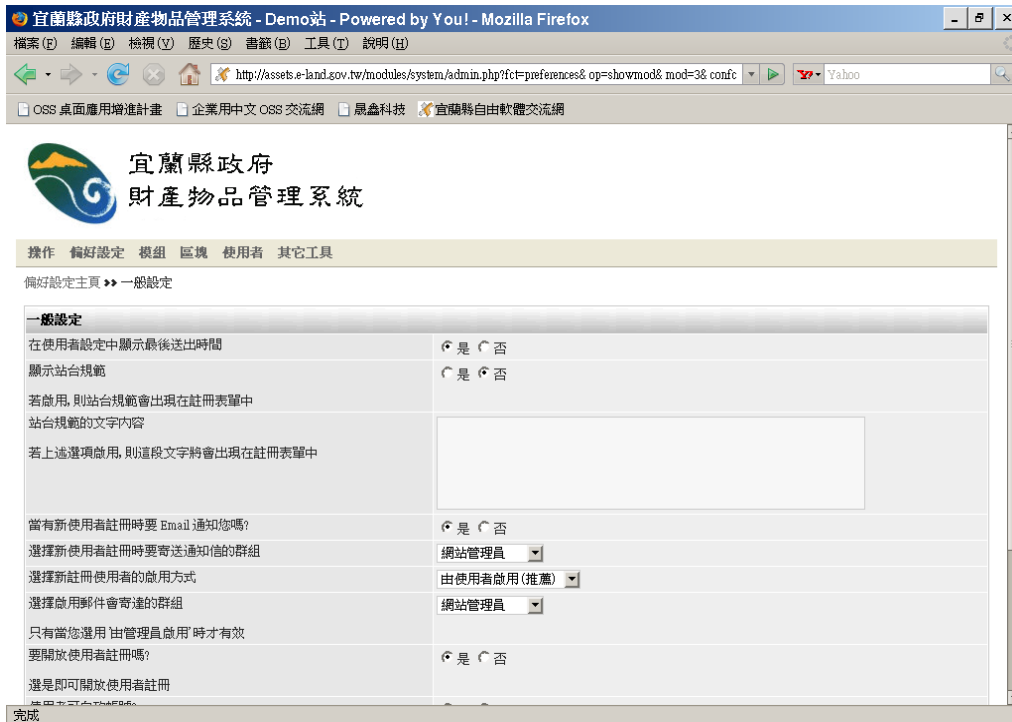 宜蘭縣政府財產物品管理系統 - Demo站 - Powered by You! - Mozilla Firefox
檔案(F) 編輯(E) 檢視(V) 歷史(S) 書籤(B) 工具(T) 說明(H)
http://assets.e-land.gov.tw/modules/system/admin.php?fct=preferences& op=showmod& mod=3& confc
Yahoo
OSS 桌面應用增進計畫 企業用中文 OSS 交流網 晟鑫科技 宜蘭縣自由軟體交流網
宜蘭縣政府
財產物品管理系統
操作 偏好設定 模組 區塊 使用者 其它工具
偏好設定主頁 >> 一般設定
一般設定
在使用者設定中顯示最後送出時間 是 否
顯示站台規範 是 否
若啟用, 則站台規範會出現在註冊表單中
站台規範的文字內容
若上述選項啟用, 則這段文字將會出現在註冊表單中
當有新使用者註冊時要 Email 通知您嗎? 是 否
選擇新使用者註冊時要寄送通知信的群組 網站管理員
選擇新註冊使用者的啟用方式 由使用者啟用(推薦)
選擇啟用郵件會寄達的群組 網站管理員
只有當您選用 '由管理員啟用' 時才有效
要開放使用者註冊嗎? 是 否
選是即可開放使用者註冊
完成